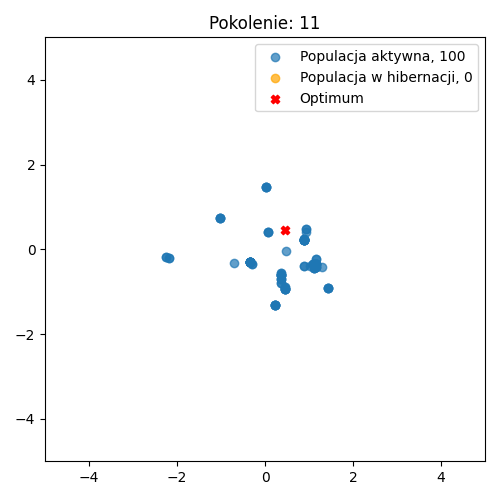 Pokolenie: 11
Populacja aktywna, 100
Populacja w hibernacji, 0
Optimum
4
2
0
−2
−4
−4
−2
0
2
4